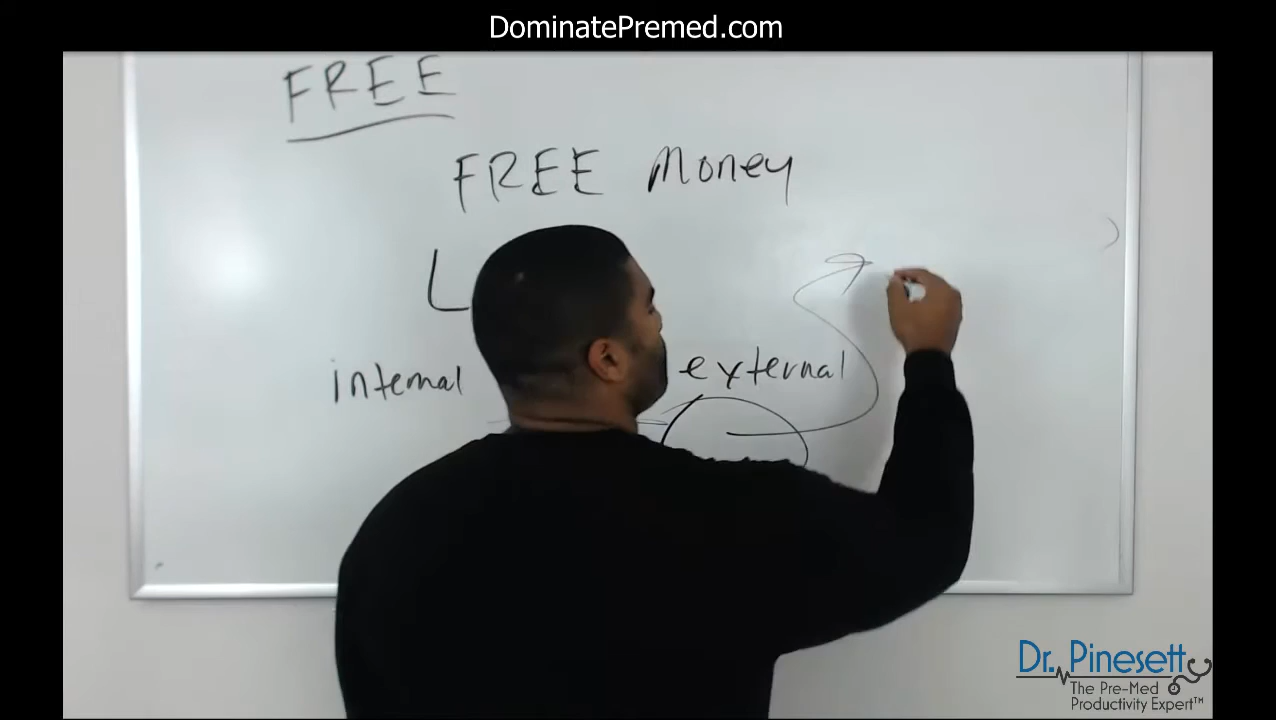 DominatePremed.com
FREE
FREE Money
internal
external
Dr. Pinesett
The Pre-Med
Productivity Expert™